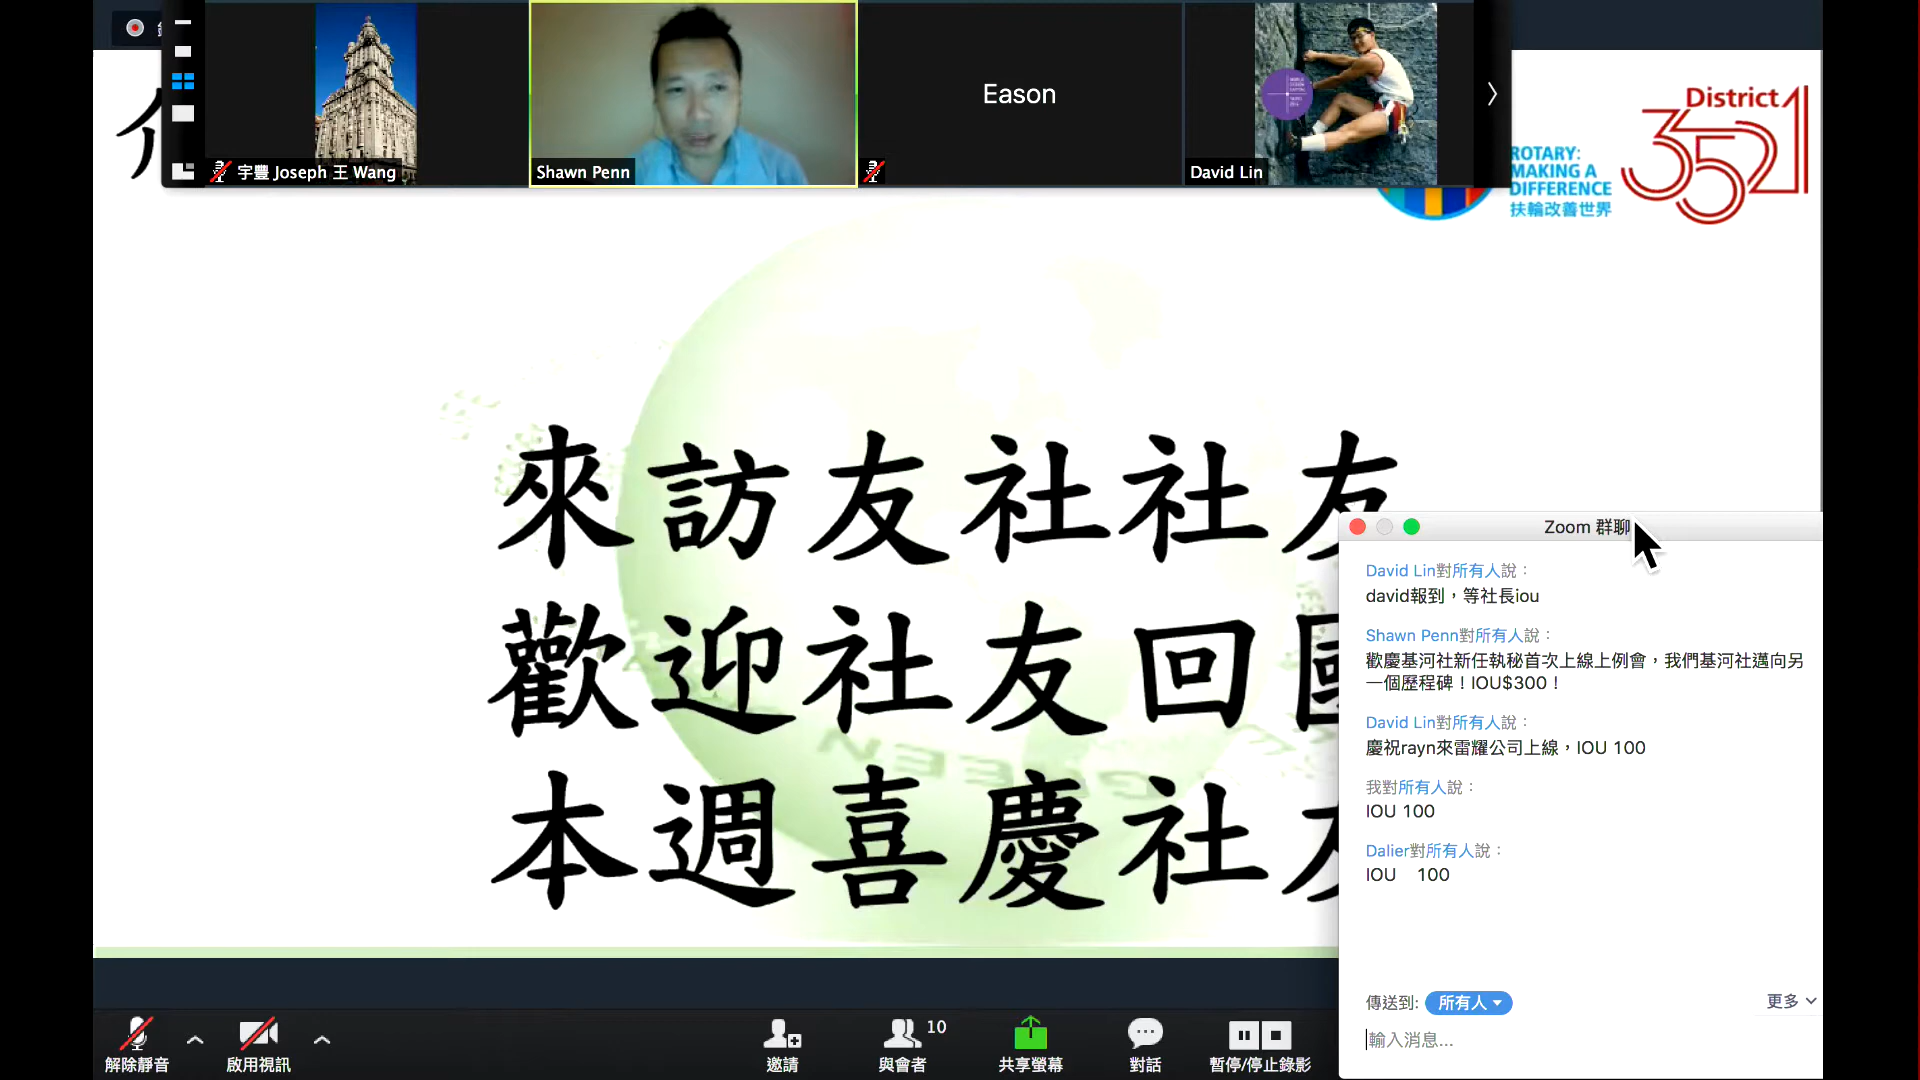 宇豐 Joseph 王 Wang
Shawn Penn
Eason
David Lin
District
3521
ROTARY:
MAKING A
DIFFERENCE
扶輪改善世界
來訪友社社友
歡迎社友回國
本週喜慶社友
Zoom 群聊
David Lin對所有人說：
david報到，等社長iou
Shawn Penn對所有人說：
歡慶基河社新任執秘首次上線上例會，我們基河社邁向另
一個歷程碑！IOU$300！
David Lin對所有人說：
慶祝rayn來雷耀公司上線，IOU 100
我對所有人說：
IOU 100
Dalier對所有人說：
IOU 100
傳送到: 所有人
更多
輸入消息...
解除靜音
啟用視訊
邀請
與會者 10
共享螢幕
對話
暫停/停止錄影